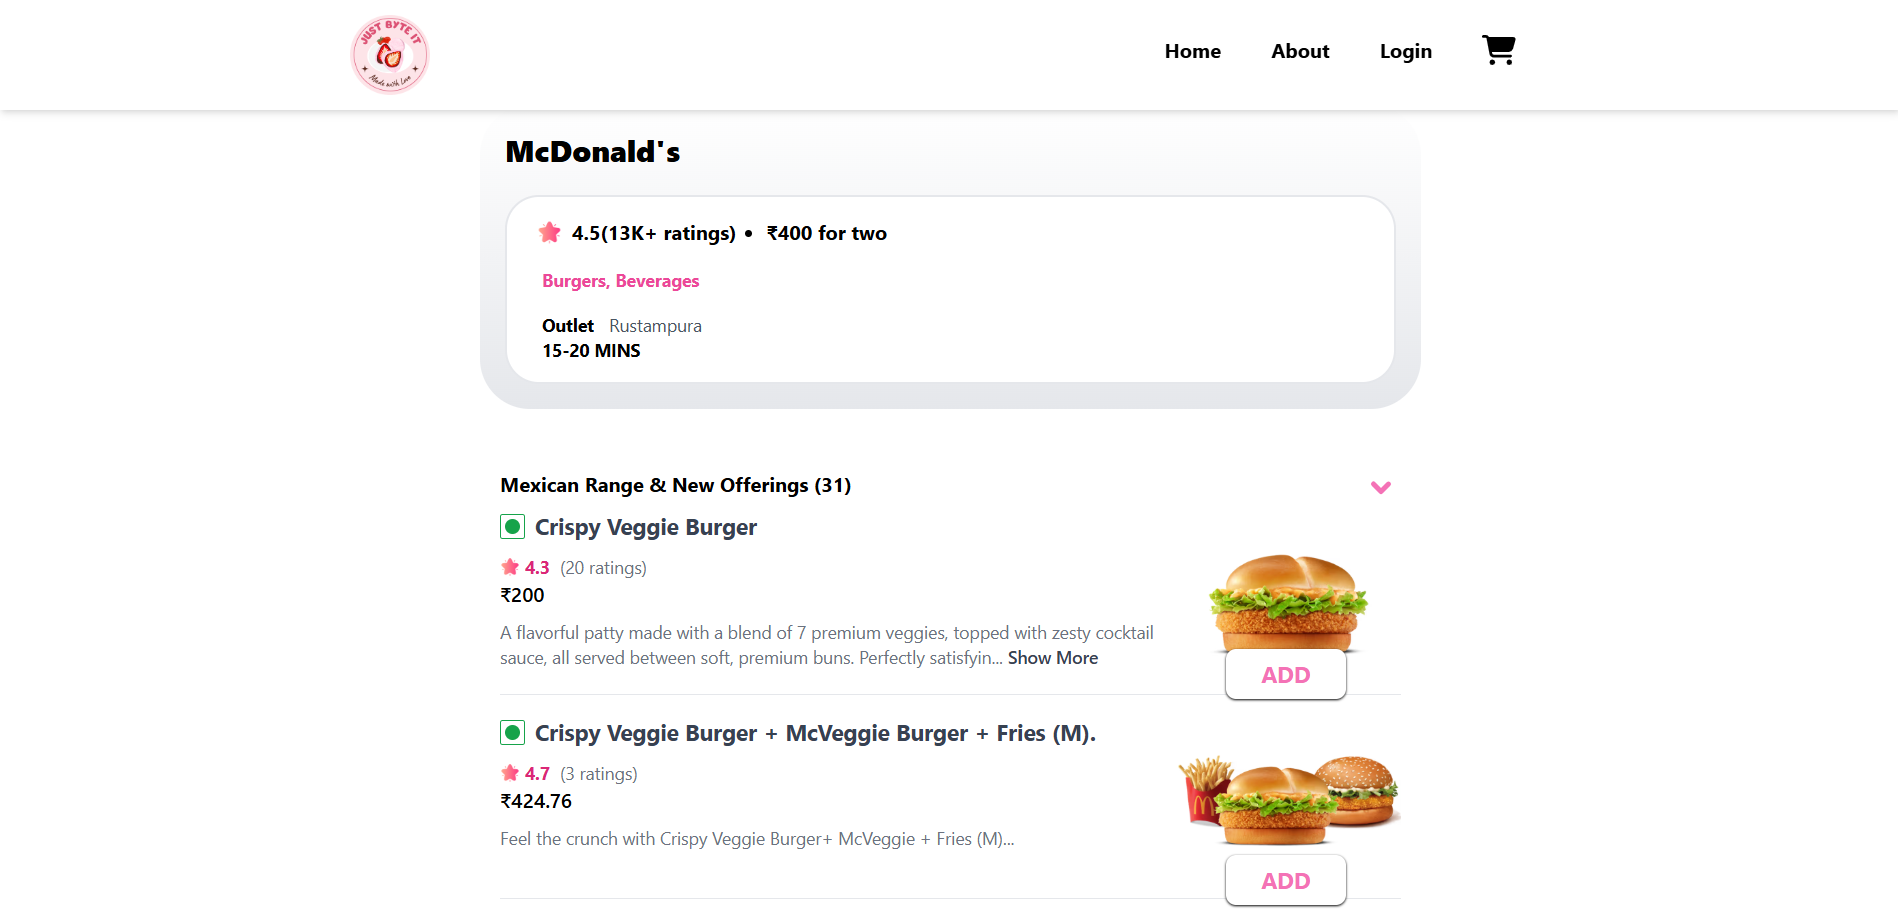 JUST BYTE IT
Made with Love
Home
About
Login
McDonald's
4.5(13K+ ratings) • ₹400 for two
Burgers, Beverages
Outlet Rustampura
15-20 MINS
Mexican Range & New Offerings (31)
Crispy Veggie Burger
4.3 (20 ratings)
₹200
A flavorful patty made with a blend of 7 premium veggies, topped with zesty cocktail
sauce, all served between soft, premium buns. Perfectly satisfyin... Show More
ADD
Crispy Veggie Burger + McVeggie Burger + Fries (M).
4.7 (3 ratings)
₹424.76
Feel the crunch with Crispy Veggie Burger+ McVeggie + Fries (M)...
ADD